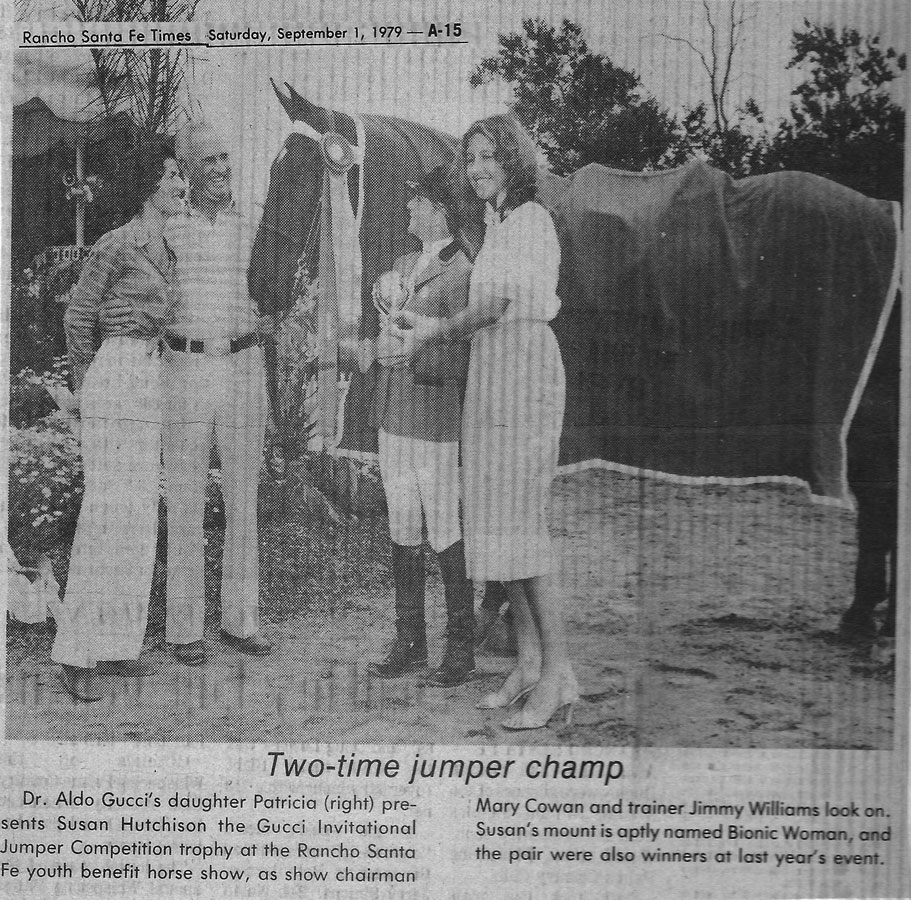 Rancho Santa Fe Times Saturday, September 1, 1979 — A-15
Two-time jumper champ
Dr. Aldo Gucci's daughter Patricia (right) pre-
sents Susan Hutchison the Gucci Invitational
Jumper Competition trophy at the Rancho Santa
Fe youth benefit horse show, as show chairman
Mary Cowan and trainer Jimmy Williams look on.
Susan's mount is aptly named Bionic Woman, and
the pair were also winners at last year's event.